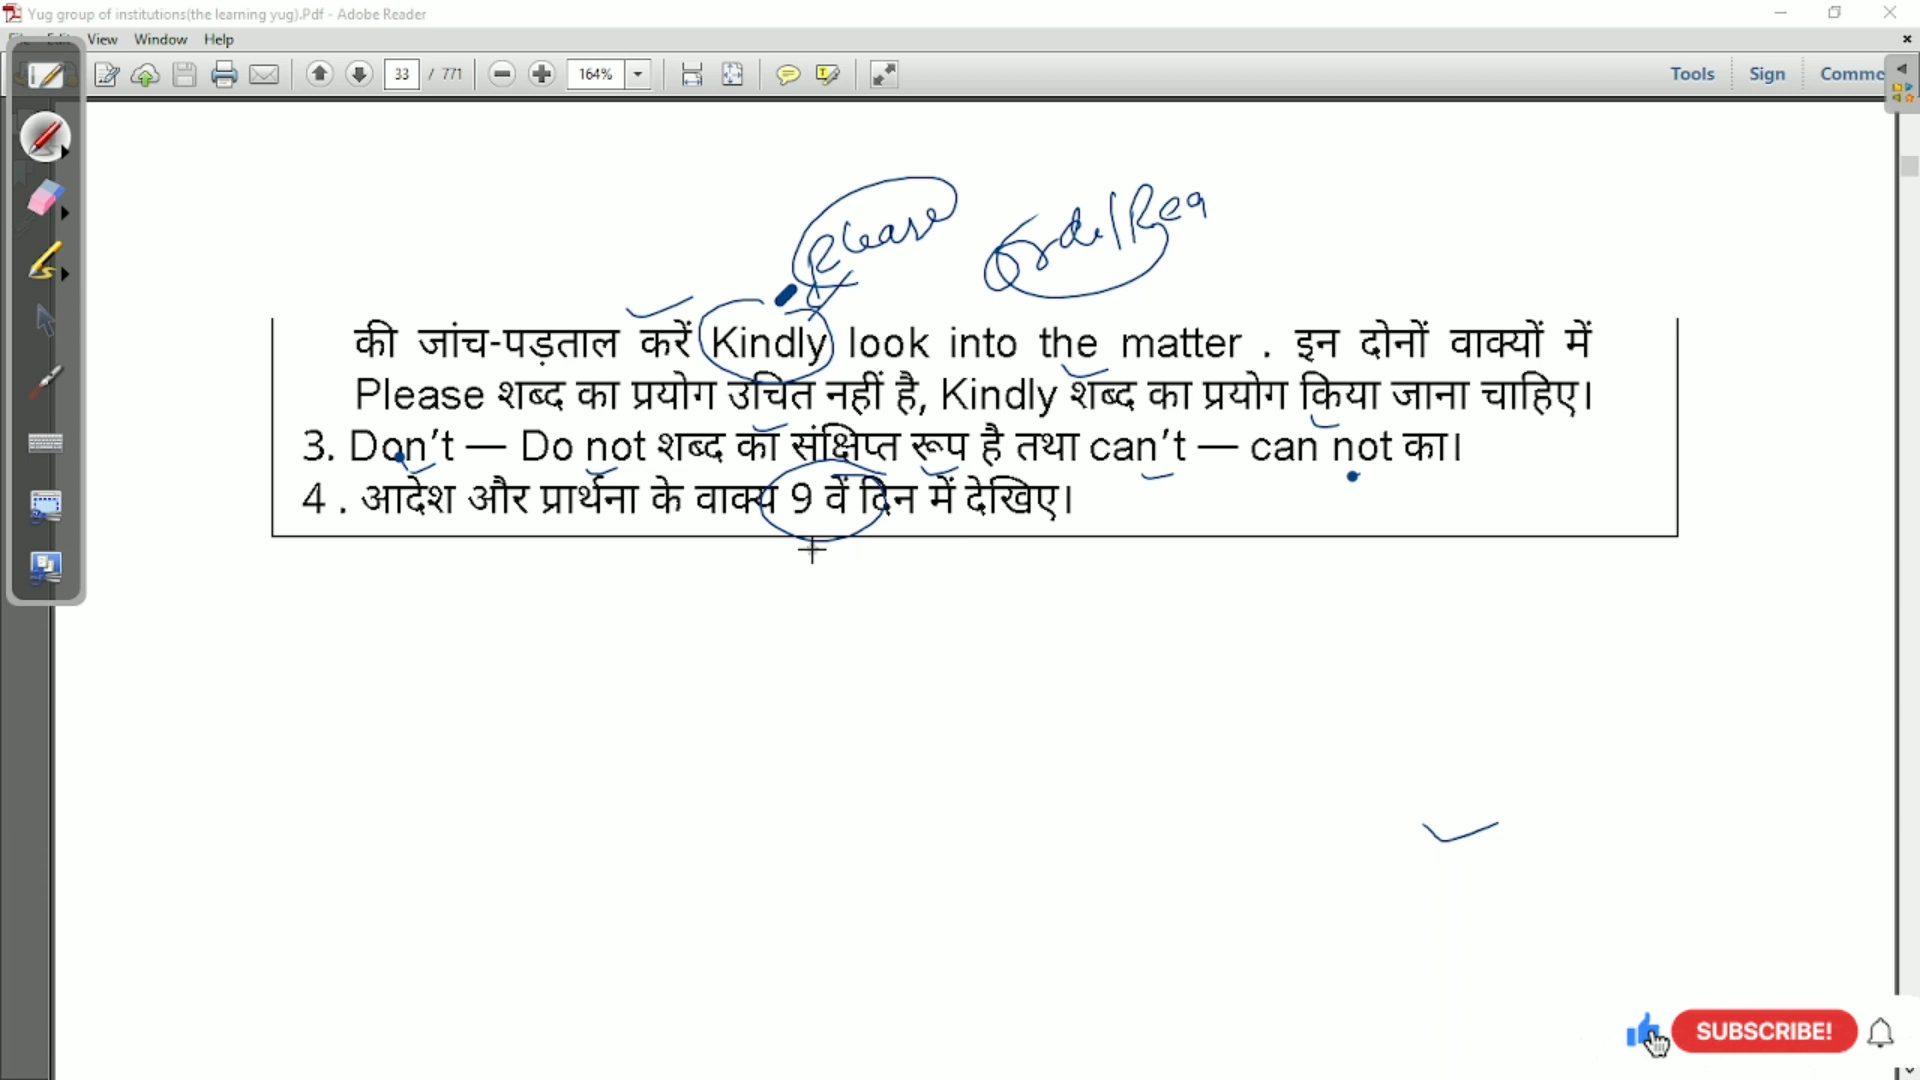 Yug group of institutions(the learning yug).Pdf - Adobe Reader
View Window Help
33 / 771 164% Tools Sign Comme
Please Order/Req
की जांच-पड़ताल करें Kindly look into the matter . इन दोनों वाक्यों में
Please शब्द का प्रयोग उचित नहीं है, Kindly शब्द का प्रयोग किया जाना चाहिए।
3. Don’t — Do not शब्द का संक्षिप्त रूप है तथा can’t — can not का।
4 . आदेश और प्रार्थना के वाक्य 9 वें दिन में देखिए।
SUBSCRIBE!